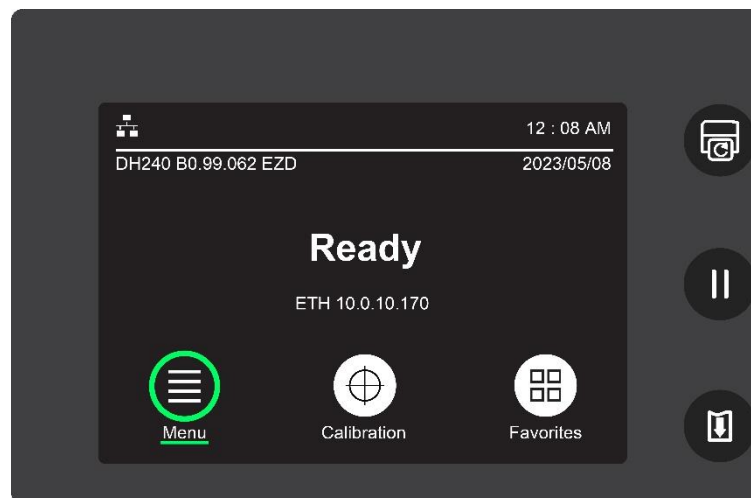 12 : 08 AM
DH240 B0.99.062 EZD 2023/05/08
Ready
ETH 10.0.10.170
Menu Calibration Favorites